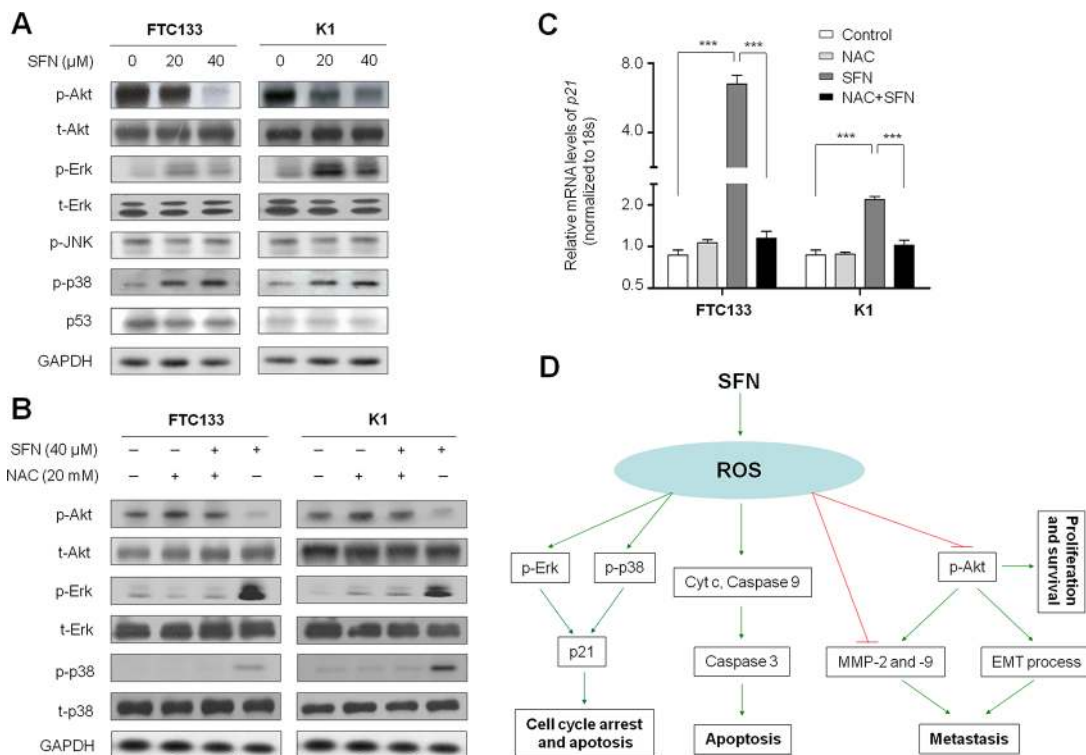 A
FTC133
K1
SFN (µM)
0 20 40
0 20 40
p-Akt
t-Akt
p-Erk
t-Erk
p-JNK
p-p38
p53
GAPDH
B
FTC133
K1
SFN (40 µM) – – + + – – + +
NAC (20 mM) – + + – – + + –
p-Akt
t-Akt
p-Erk
t-Erk
p-p38
t-p38
GAPDH
C
Control
NAC
SFN
NAC+SFN
*** ***
*** ***
Relative mRNA levels of p21
(normalized to 18s)
8.0
4.0
2.0
1.0
0.5
FTC133
K1
D
SFN
ROS
p-Erk
p-p38
p21
Cell cycle arrest
and apotosis
Cyt c, Caspase 9
Caspase 3
Apoptosis
p-Akt
Proliferation
and survival
MMP-2 and -9
EMT process
Metastasis